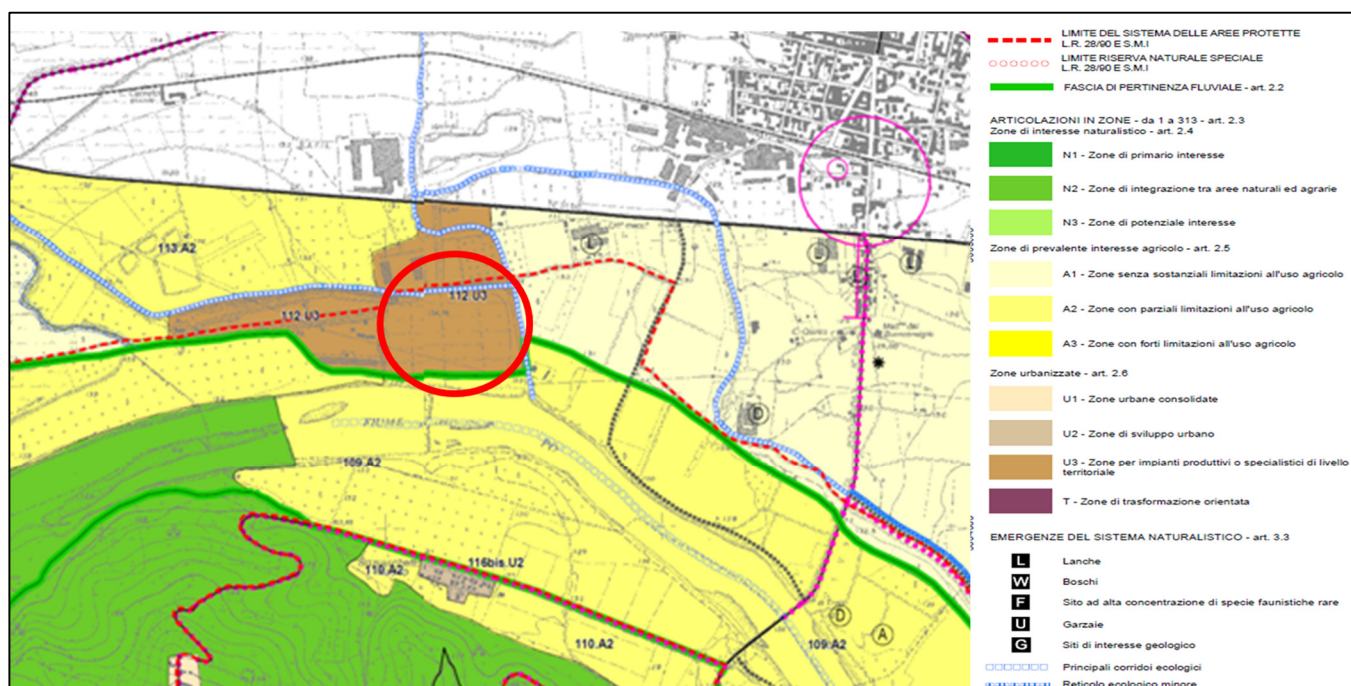 LIMITE DEL SISTEMA DELLE AREE PROTETTE
L.R. 28/90 E S.M.I
LIMITE RISERVA NATURALE SPECIALE
L.R. 28/90 E S.M.I
FASCIA DI PERTINENZA FLUVIALE - art. 2.2
ARTICOLAZIONI IN ZONE - da 1 a 313 - art. 2.3
Zone di interesse naturalistico - art. 2.4
N1 - Zone di primario interesse
N2 - Zone di integrazione tra aree naturali ed agrarie
N3 - Zone di potenziale interesse
Zone di prevalente interesse agricolo - art. 2.5
A1 - Zone senza sostanziali limitazioni all'uso agricolo
A2 - Zone con parziali limitazioni all'uso agricolo
A3 - Zone con forti limitazioni all'uso agricolo
Zone urbanizzate - art. 2.6
U1 - Zone urbane consolidate
U2 - Zone di sviluppo urbano
U3 - Zone per impianti produttivi o specialistici di livello
territoriale
T - Zone di trasformazione orientata
EMERGENZE DEL SISTEMA NATURALISTICO - art. 3.3
L Lanche
W Boschi
F Sito ad alta concentrazione di specie faunistiche rare
U Garzaie
G Siti di interesse geologico
Principali corridoi ecologici
Reticolo ecologico minore
113.A2
112.U3
112.U3
L
D
L
D
FIUME
PO
109.A2
116bis.U2
110.A2
110.A2
D
A
109.A2